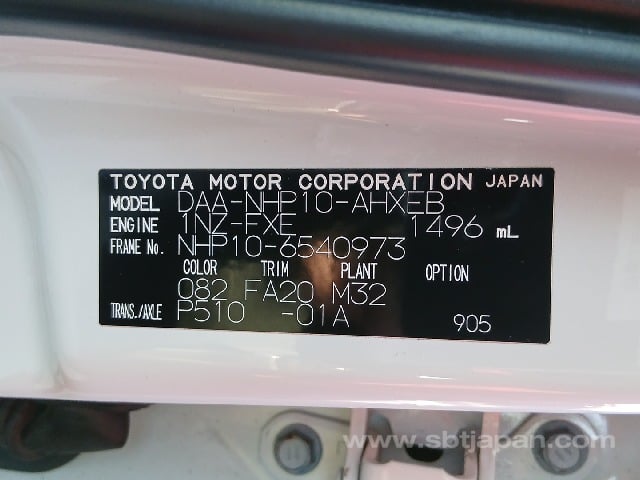 TOYOTA MOTOR CORPORATION JAPAN
MODEL DAA-NHP10-AHXEB
ENGINE 1NZ-FXE 1496 mL
FRAME No. NHP10-6540973
COLOR TRIM PLANT OPTION
082 FA20 M32
TRANS./AXLE P510 -01A 905
www.sbtjapan.com